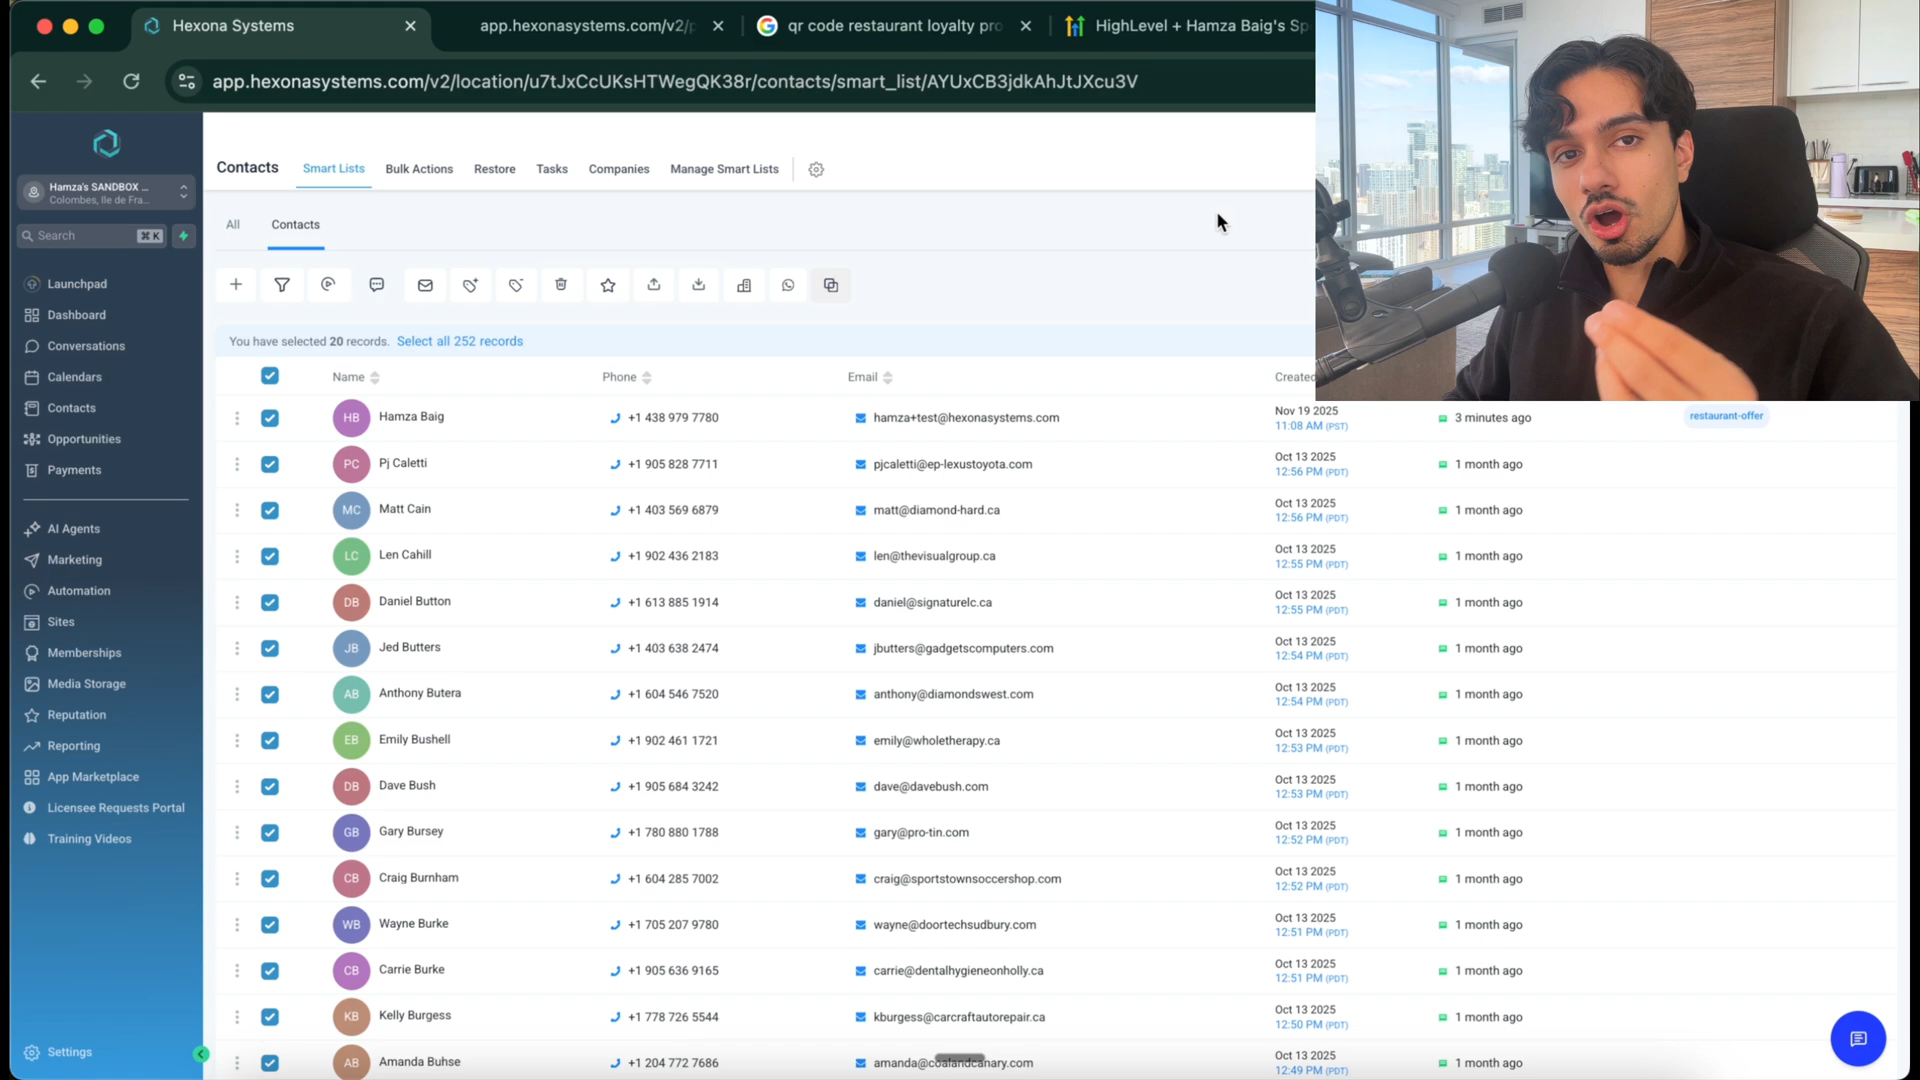 Hexona Systems
app.hexonasystems.com/v2/p
qr code restaurant loyalty pro
HighLevel + Hamza Baig's Sp
app.hexonasystems.com/v2/location/u7tJxCcUKsHTWegQK38r/contacts/smart_list/AYUxCB3jdkAhJtJXcu3V
Hamza's SANDBOX ...
Colombes, Ile de Fra...
Search ⌘ K
Launchpad
Dashboard
Conversations
Calendars
Contacts
Opportunities
Payments
AI Agents
Marketing
Automation
Sites
Memberships
Media Storage
Reputation
Reporting
App Marketplace
Licensee Requests Portal
Training Videos
Settings
Contacts Smart Lists Bulk Actions Restore Tasks Companies Manage Smart Lists
All Contacts
You have selected 20 records. Select all 252 records
Name Phone Email Created
HB Hamza Baig +1 438 979 7780 hamza+test@hexonasystems.com Nov 19 2025 3 minutes ago restaurant-offer
11:08 AM (PST)
PC Pj Caletti +1 905 828 7711 pjcaletti@ep-lexustoyota.com Oct 13 2025 1 month ago
12:56 PM (PDT)
MC Matt Cain +1 403 569 6879 matt@diamond-hard.ca Oct 13 2025 1 month ago
12:56 PM (PDT)
LC Len Cahill +1 902 436 2183 len@thevisualgroup.ca Oct 13 2025 1 month ago
12:55 PM (PDT)
DB Daniel Button +1 613 885 1914 daniel@signaturelc.ca Oct 13 2025 1 month ago
12:55 PM (PDT)
JB Jed Butters +1 403 638 2474 jbutters@gadgetscomputers.com Oct 13 2025 1 month ago
12:54 PM (PDT)
AB Anthony Butera +1 604 546 7520 anthony@diamondswest.com Oct 13 2025 1 month ago
12:54 PM (PDT)
EB Emily Bushell +1 902 461 1721 emily@wholetherapy.ca Oct 13 2025 1 month ago
12:53 PM (PDT)
DB Dave Bush +1 905 684 3242 dave@davebush.com Oct 13 2025 1 month ago
12:53 PM (PDT)
GB Gary Bursey +1 780 880 1788 gary@pro-tin.com Oct 13 2025 1 month ago
12:52 PM (PDT)
CB Craig Burnham +1 604 285 7002 craig@sportstownsoccershop.com Oct 13 2025 1 month ago
12:52 PM (PDT)
WB Wayne Burke +1 705 207 9780 wayne@doortechsudbury.com Oct 13 2025 1 month ago
12:51 PM (PDT)
CB Carrie Burke +1 905 636 9165 carrie@dentalhygieneonholly.ca Oct 13 2025 1 month ago
12:51 PM (PDT)
KB Kelly Burgess +1 778 726 5544 kburgess@carcraftautorepair.ca Oct 13 2025 1 month ago
12:50 PM (PDT)
AB Amanda Buhse +1 204 772 7686 amanda@coalandcanary.com Oct 13 2025 1 month ago
12:49 PM (PDT)